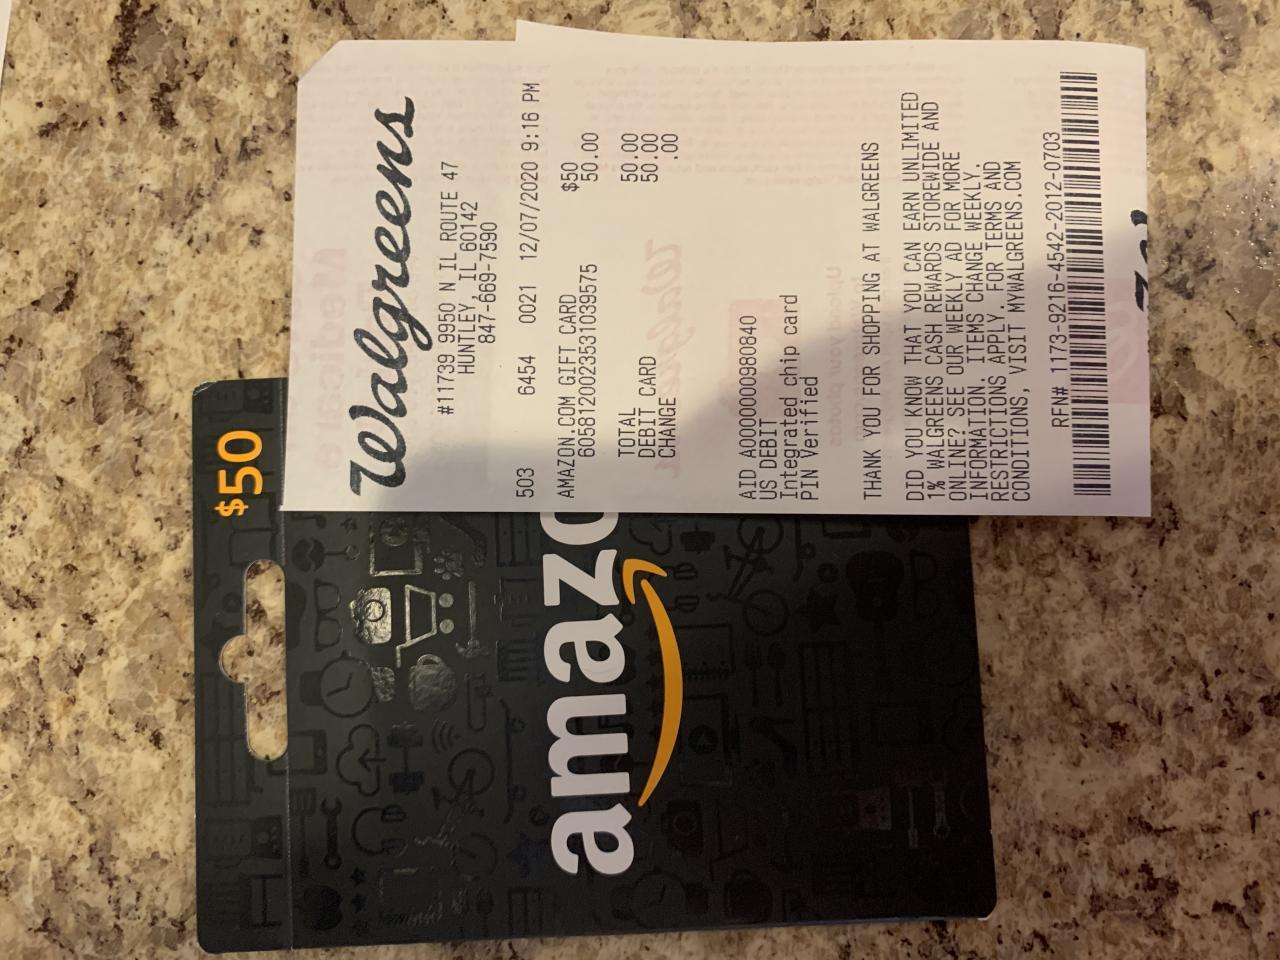 Walgreens
#11739 9950 N IL ROUTE 47
HUNTLEY, IL 60142
847-669-7590
503 6454 0021 12/07/2020 9:16 PM
AMAZON.COM GIFT CARD $50
6058120023531039575 50.00
TOTAL 50.00
DEBIT CARD 50.00
CHANGE .00
AID A0000000980840
US DEBIT
Integrated chip card
PIN Verified
THANK YOU FOR SHOPPING AT WALGREENS
DID YOU KNOW THAT YOU CAN EARN UNLIMITED
1% WALGREENS CASH REWARDS STOREWIDE AND
ONLINE? SEE OUR WEEKLY AD FOR MORE
INFORMATION. ITEMS CHANGE WEEKLY.
RESTRICTIONS APPLY. FOR TERMS AND
CONDITIONS, VISIT MYWALGREENS.COM
RFN# 1173-9216-4542-2012-0703
$50
amazo